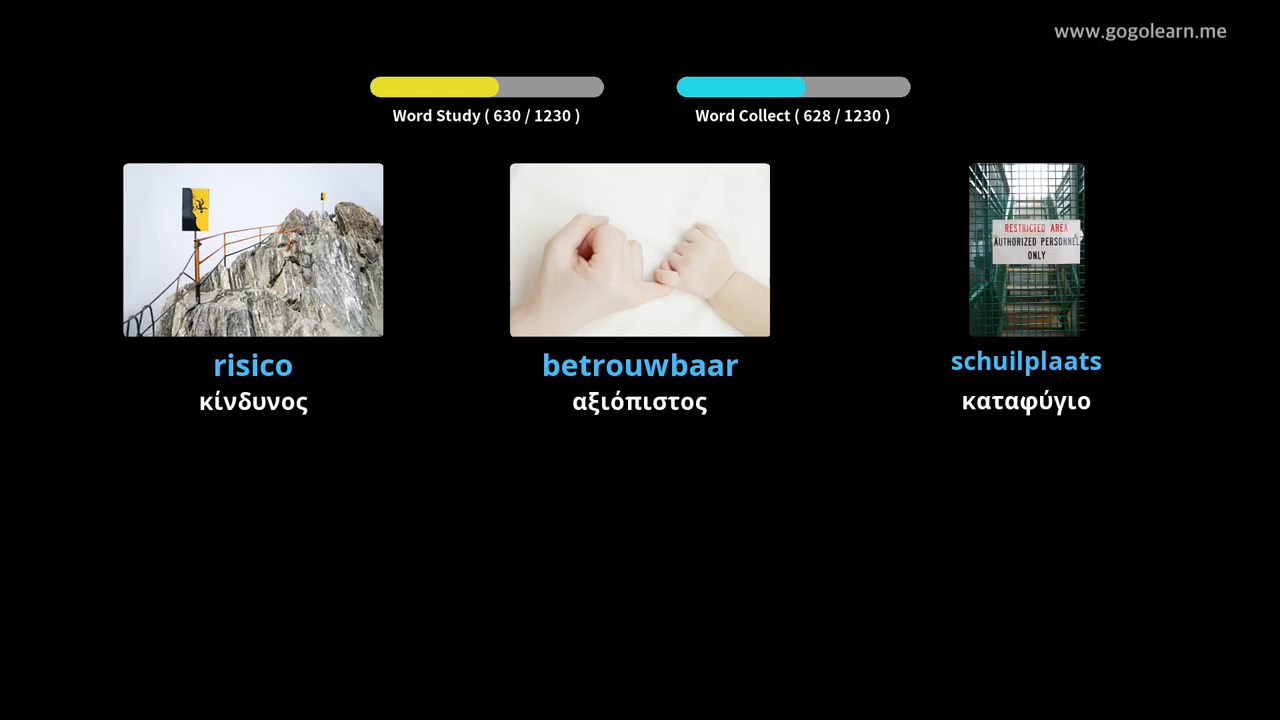 www.gogolearn.me
Word Study ( 630 / 1230 )
Word Collect ( 628 / 1230 )
RESTRICTED AREA
AUTHORIZED PERSONNEL
ONLY
risico
betrouwbaar
schuilplaats
κίνδυνος
αξιόπιστος
καταφύγιο